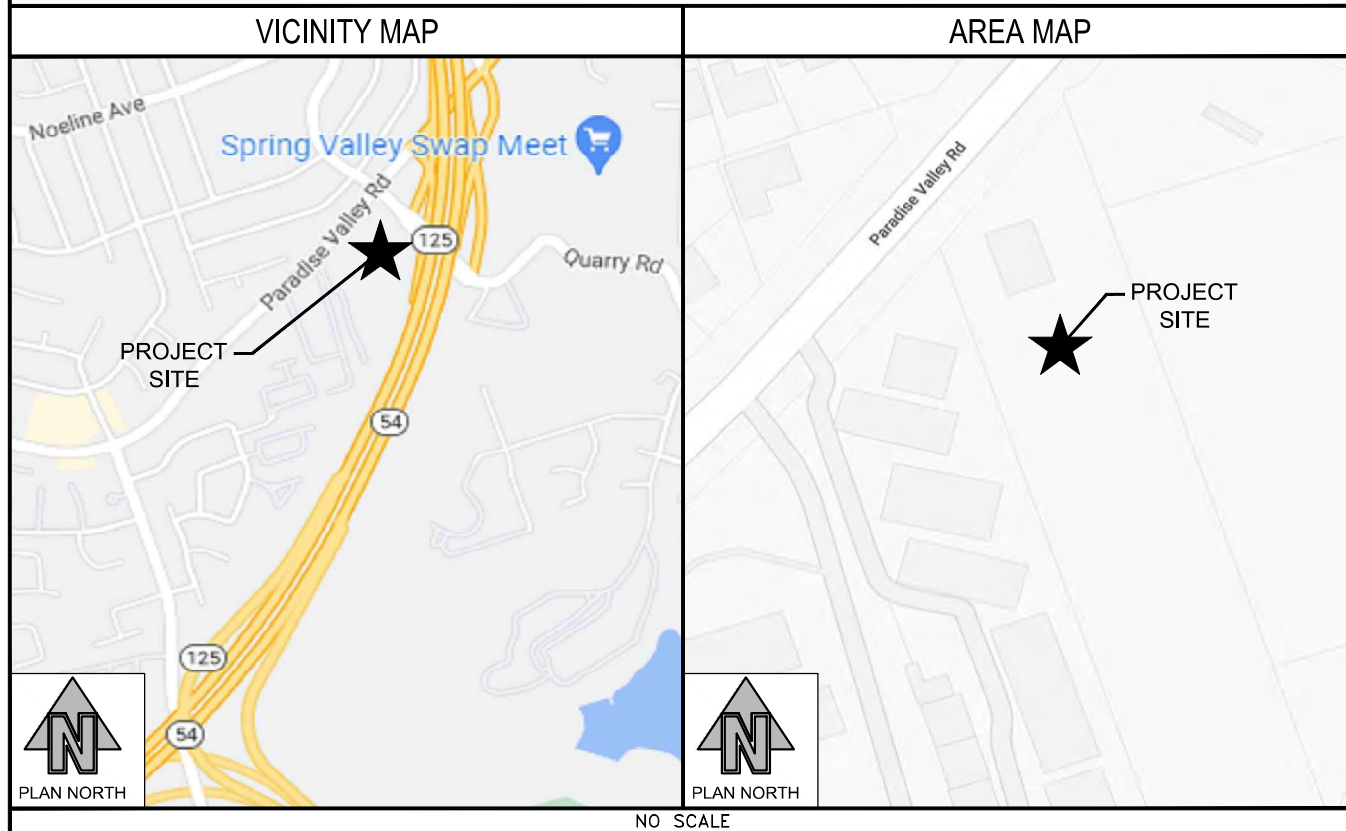 VICINITY MAP
Noeline Ave
Spring Valley Swap Meet
Paradise Valley Rd
125
Quarry Rd
PROJECT
SITE
54
125
54
N
PLAN NORTH
AREA MAP
Paradise Valley Rd
PROJECT
SITE
N
PLAN NORTH
NO SCALE